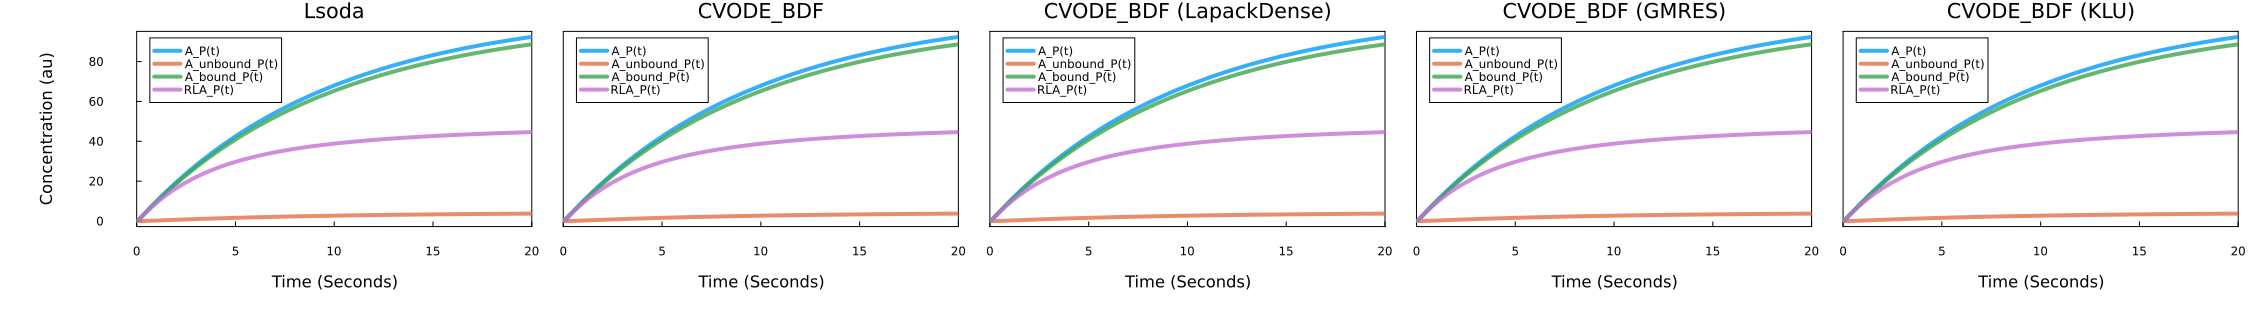 Lsoda
Concentration (au)
80
60
40
20
0
A_P(t)
A_unbound_P(t)
A_bound_P(t)
RLA_P(t)
0 5 10 15 20
Time (Seconds)
CVODE_BDF
A_P(t)
A_unbound_P(t)
A_bound_P(t)
RLA_P(t)
0 5 10 15 20
Time (Seconds)
CVODE_BDF (LapackDense)
A_P(t)
A_unbound_P(t)
A_bound_P(t)
RLA_P(t)
0 5 10 15 20
Time (Seconds)
CVODE_BDF (GMRES)
A_P(t)
A_unbound_P(t)
A_bound_P(t)
RLA_P(t)
0 5 10 15 20
Time (Seconds)
CVODE_BDF (KLU)
A_P(t)
A_unbound_P(t)
A_bound_P(t)
RLA_P(t)
0 5 10 15 20
Time (Seconds)